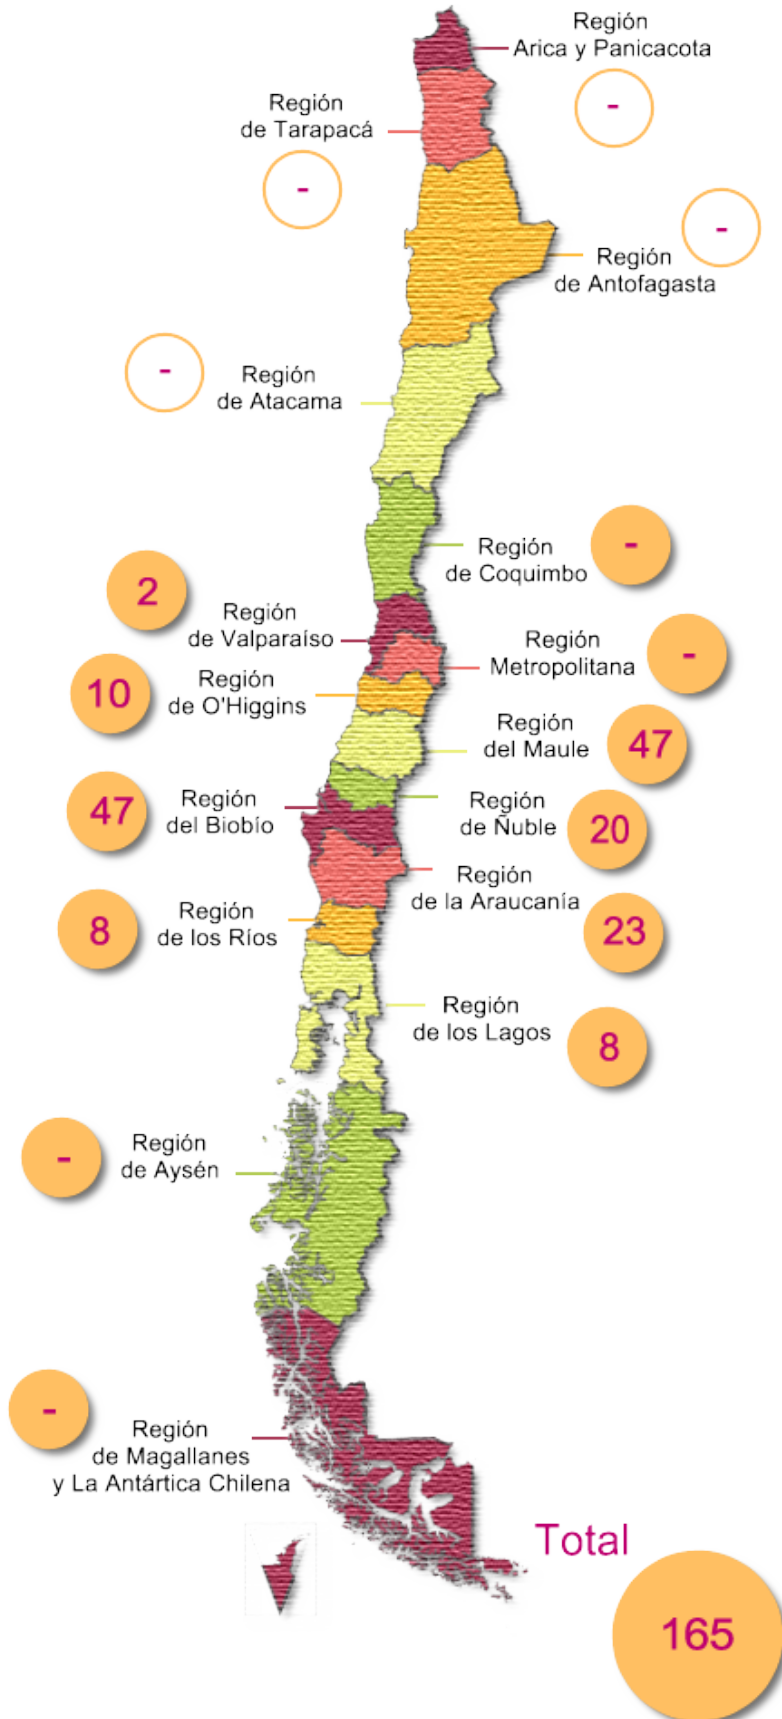 Región
Arica y Panicacota
-
Región
de Tarapacá
-
-
Región
de Antofagasta
-
Región
de Atacama
-
Región
de Coquimbo
2
Región
de Valparaíso
Región
Metropolitana
-
10
Región
de O'Higgins
Región
del Maule
47
47
Región
del Biobío
Región
de Ñuble
20
Región
de la Araucanía
23
8
Región
de los Ríos
Región
de los Lagos
8
-
Región
de Aysén
-
Región
de Magallanes
y La Antártica Chilena
Total
165